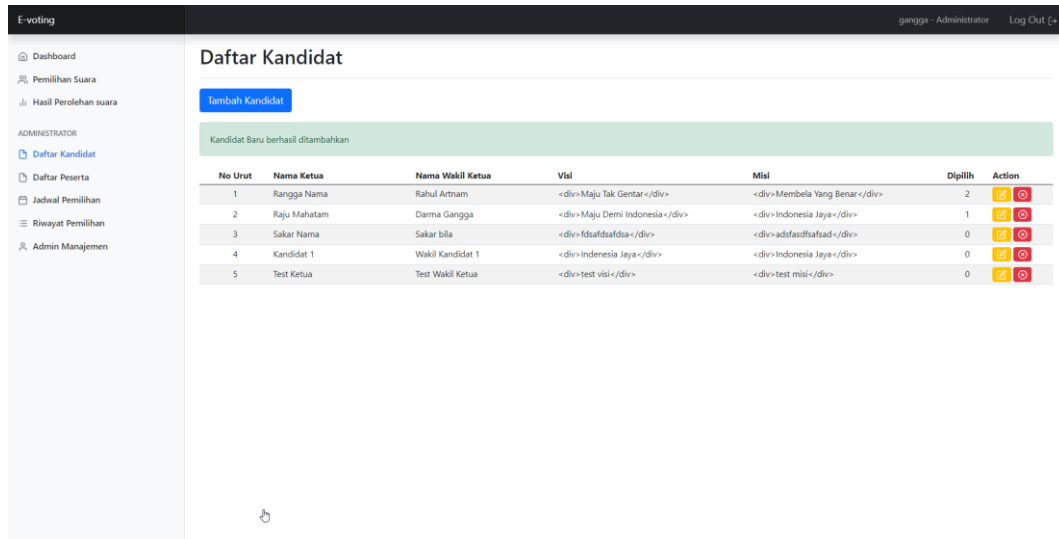 E-voting
gangga - Administrator Log Out
Dashboard
Pemilihan Suara
Hasil Perolehan suara
ADMINISTRATOR
Daftar Kandidat
Daftar Peserta
Jadwal Pemilihan
Riwayat Pemilihan
Admin Manajemen
Daftar Kandidat
Tambah Kandidat
Kandidat Baru berhasil ditambahkan
No Urut Nama Ketua Nama Wakil Ketua Visi Misi Dipilih Action
1 Rangga Nama Rahul Artnam <div>Maju Tak Gentar</div> <div>Membela Yang Benar</div> 2
2 Raju Mahatam Darma Gangga <div>Maju Demi Indonesia</div> <div>Indonesia Jaya</div> 1
3 Sakar Nama Sakar bila <div>fdsafdsafdsa</div> <div>adsfasdfsafsad</div> 0
4 Kandidat 1 Wakil Kandidat 1 <div>Indenesia Jaya</div> <div>Indonesia Jaya</div> 0
5 Test Ketua Test Wakil Ketua <div>test visi</div> <div>test misi</div> 0